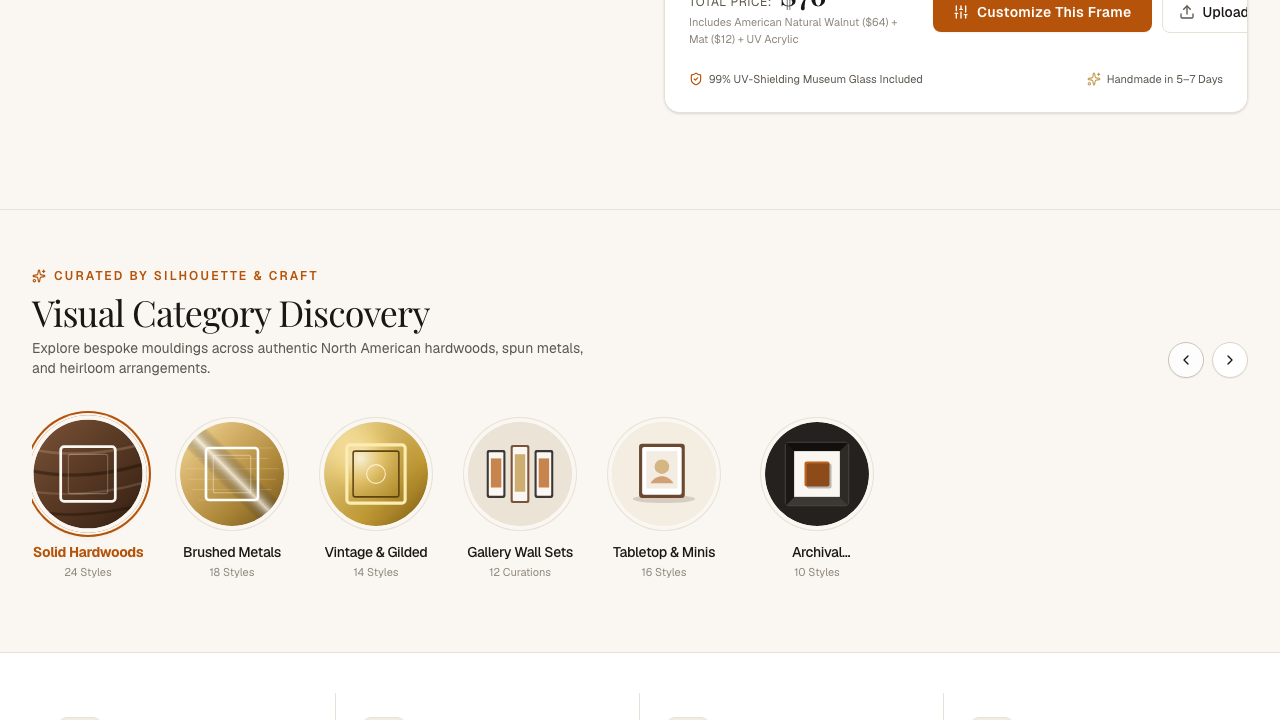 TOTAL PRICE: $76
Includes American Natural Walnut ($64) +
Mat ($12) + UV Acrylic
Customize This Frame
Upload
99% UV-Shielding Museum Glass Included
Handmade in 5–7 Days
CURATED BY SILHOUETTE & CRAFT
Visual Category Discovery
Explore bespoke mouldings across authentic North American hardwoods, spun metals,
and heirloom arrangements.
Solid Hardwoods
24 Styles
Brushed Metals
18 Styles
Vintage & Gilded
14 Styles
Gallery Wall Sets
12 Curations
Tabletop & Minis
16 Styles
Archival...
10 Styles